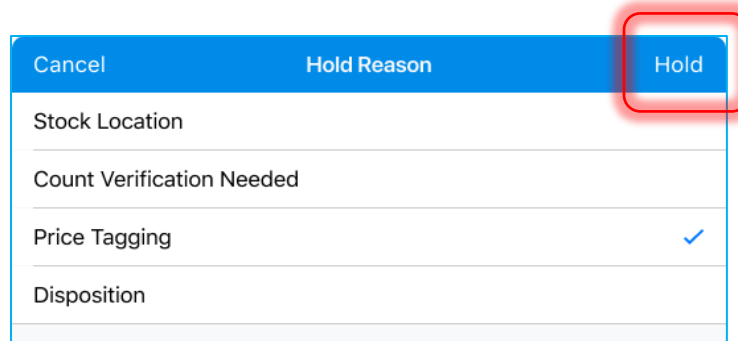 Cancel Hold Reason Hold
Stock Location
Count Verification Needed
Price Tagging
Disposition